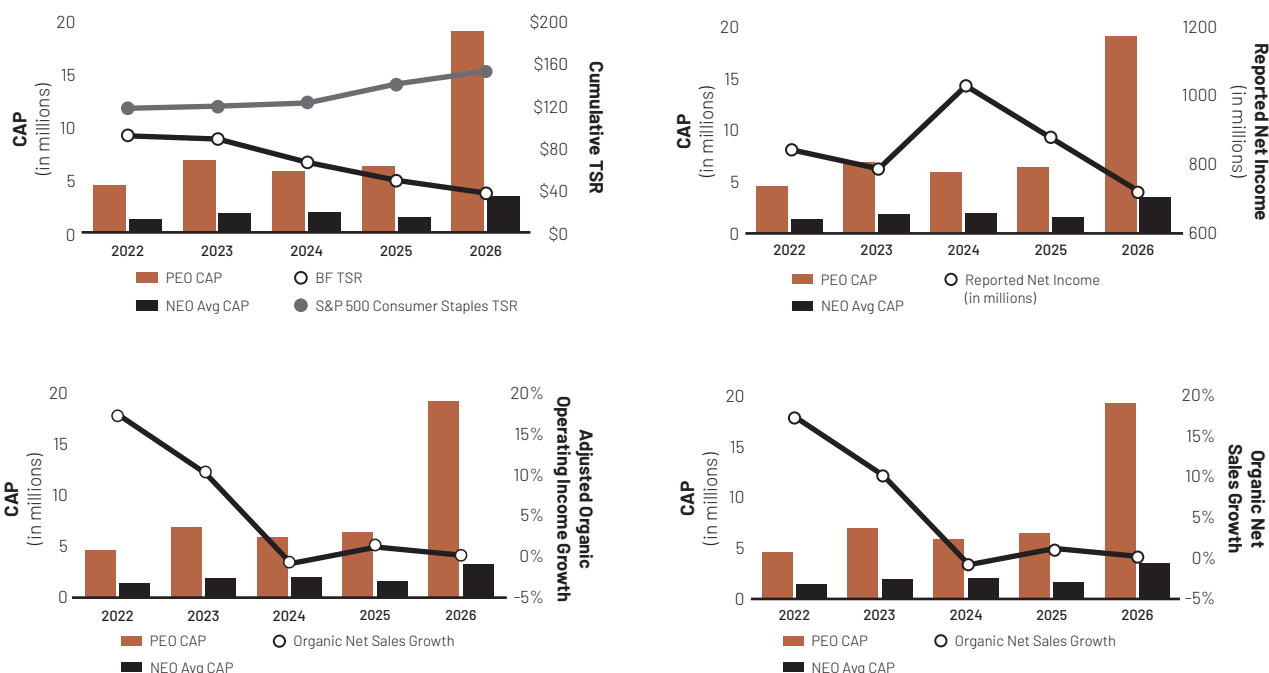 CAP
(in millions)
20
15
10
5
0
$200
$160
$120
$80
$40
$0
Cumulative TSR
2022 2023 2024 2025 2026
PEO CAP
BF TSR
NEO Avg CAP
S&P 500 Consumer Staples TSR
CAP
(in millions)
20
15
10
5
0
1200
1000
800
600
Reported Net Income
(in millions)
2022 2023 2024 2025 2026
PEO CAP
Reported Net Income
(in millions)
NEO Avg CAP
CAP
(in millions)
20
15
10
5
0
20%
15%
10%
5%
0%
-5%
Adjusted Organic
Operating Income Growth
2022 2023 2024 2025 2026
PEO CAP
Organic Net Sales Growth
NEO Avg CAP
CAP
(in millions)
20
15
10
5
0
20%
15%
10%
5%
0%
-5%
Organic Net
Sales Growth
2022 2023 2024 2025 2026
PEO CAP
Organic Net Sales Growth
NEO Avg CAP